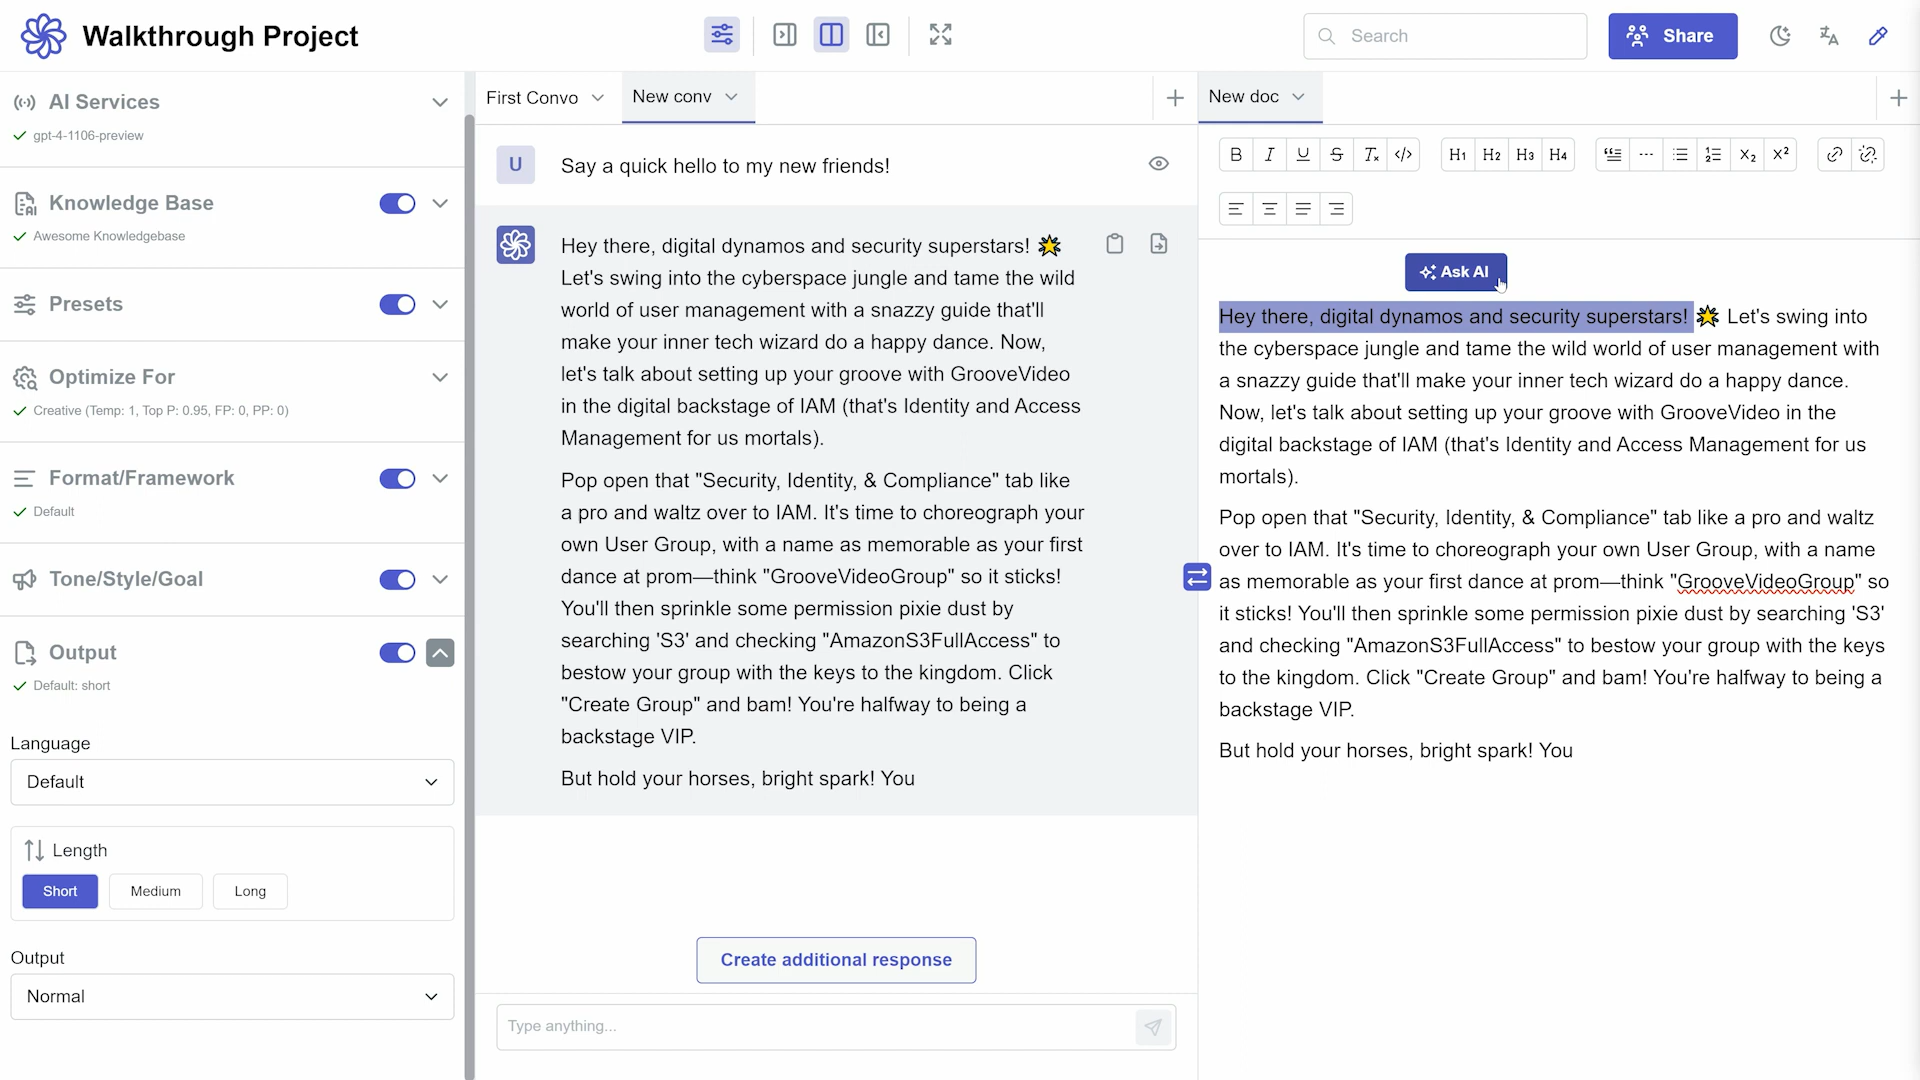 Walkthrough Project
Search
Share
AI Services
gpt-4-1106-preview
Knowledge Base
Awesome Knowledgebase
Presets
Optimize For
Creative (Temp: 1, Top P: 0.95, FP: 0, PP: 0)
Format/Framework
Default
Tone/Style/Goal
Output
Default: short
Language
Default
Length
Short Medium Long
Output
Normal
First Convo New conv
U Say a quick hello to my new friends!
Hey there, digital dynamos and security superstars! 🌟
Let's swing into the cyberspace jungle and tame the wild
world of user management with a snazzy guide that'll
make your inner tech wizard do a happy dance. Now,
let's talk about setting up your groove with GrooveVideo
in the digital backstage of IAM (that's Identity and Access
Management for us mortals).
Pop open that "Security, Identity, & Compliance" tab like
a pro and waltz over to IAM. It's time to choreograph your
own User Group, with a name as memorable as your first
dance at prom—think "GrooveVideoGroup" so it sticks!
You'll then sprinkle some permission pixie dust by
searching 'S3' and checking "AmazonS3FullAccess" to
bestow your group with the keys to the kingdom. Click
"Create Group" and bam! You're halfway to being a
backstage VIP.
But hold your horses, bright spark! You
Create additional response
Type anything...
New doc
B I U S Tx </> H1 H2 H3 H4 X2 X²
Ask AI
Hey there, digital dynamos and security superstars! 🌟 Let's swing into
the cyberspace jungle and tame the wild world of user management with
a snazzy guide that'll make your inner tech wizard do a happy dance.
Now, let's talk about setting up your groove with GrooveVideo in the
digital backstage of IAM (that's Identity and Access Management for us
mortals).
Pop open that "Security, Identity, & Compliance" tab like a pro and waltz
over to IAM. It's time to choreograph your own User Group, with a name
as memorable as your first dance at prom—think "GrooveVideoGroup" so
it sticks! You'll then sprinkle some permission pixie dust by searching 'S3'
and checking "AmazonS3FullAccess" to bestow your group with the keys
to the kingdom. Click "Create Group" and bam! You're halfway to being a
backstage VIP.
But hold your horses, bright spark! You